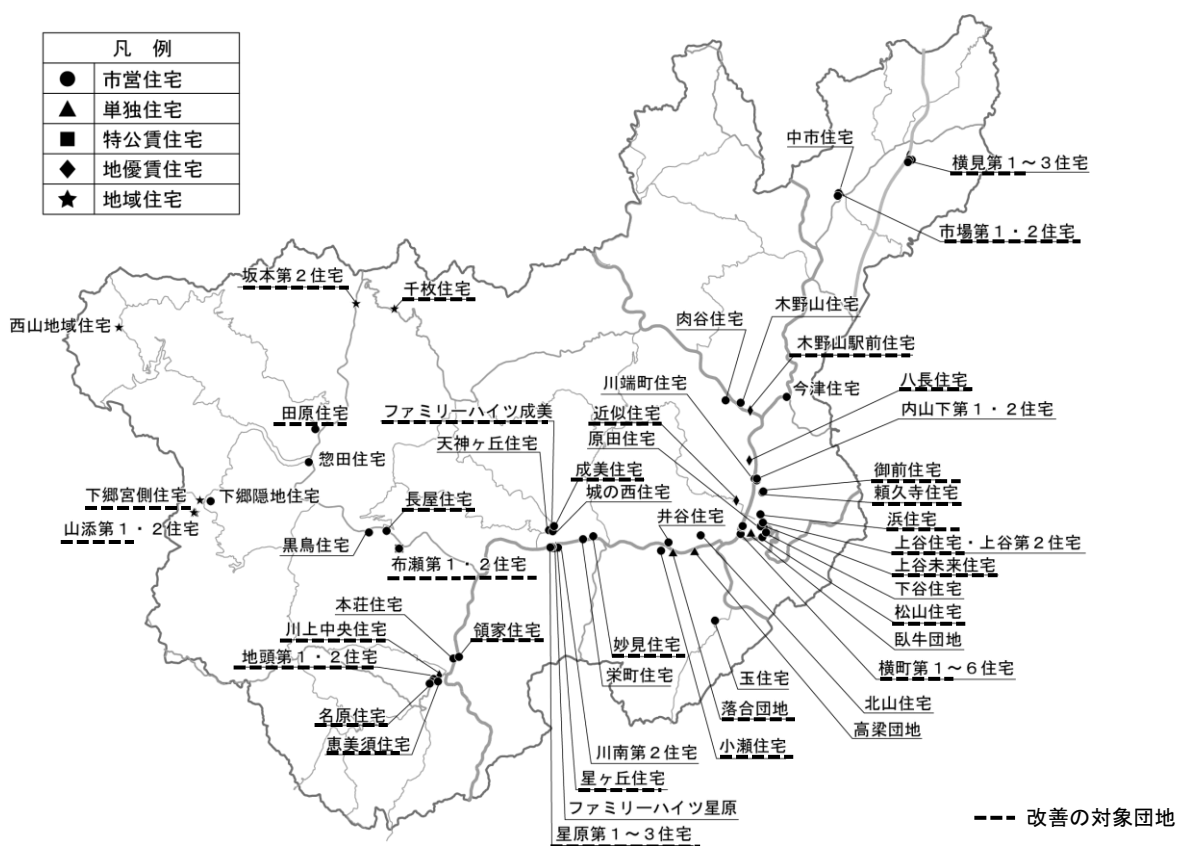 凡 例
● 市営住宅
▲ 単独住宅
■ 特公賃住宅
◆ 地優賃住宅
★ 地域住宅
中市住宅
横見第1～3住宅
市場第1・2住宅
坂本第2住宅
千枚住宅
西山地域住宅
木野山住宅
肉谷住宅
木野山駅前住宅
川端町住宅
今津住宅
八長住宅
田原住宅
ファミリーハイツ成美
近似住宅
内山下第1・2住宅
天神ヶ丘住宅
原田住宅
惣田住宅
成美住宅
御前住宅
下郷宮側住宅
下郷隠地住宅
長屋住宅
城の西住宅
頼久寺住宅
山添第1・2住宅
井谷住宅
浜住宅
黒鳥住宅
上谷住宅・上谷第2住宅
布瀬第1・2住宅
上谷未来住宅
下谷住宅
本荘住宅
松山住宅
川上中央住宅
領家住宅
臥牛団地
地頭第1・2住宅
妙見住宅
横町第1～6住宅
栄町住宅
玉住宅
北山住宅
名原住宅
落合団地
高梁団地
恵美須住宅
川南第2住宅
小瀬住宅
星ヶ丘住宅
ファミリーハイツ星原
星原第1～3住宅
改善の対象団地